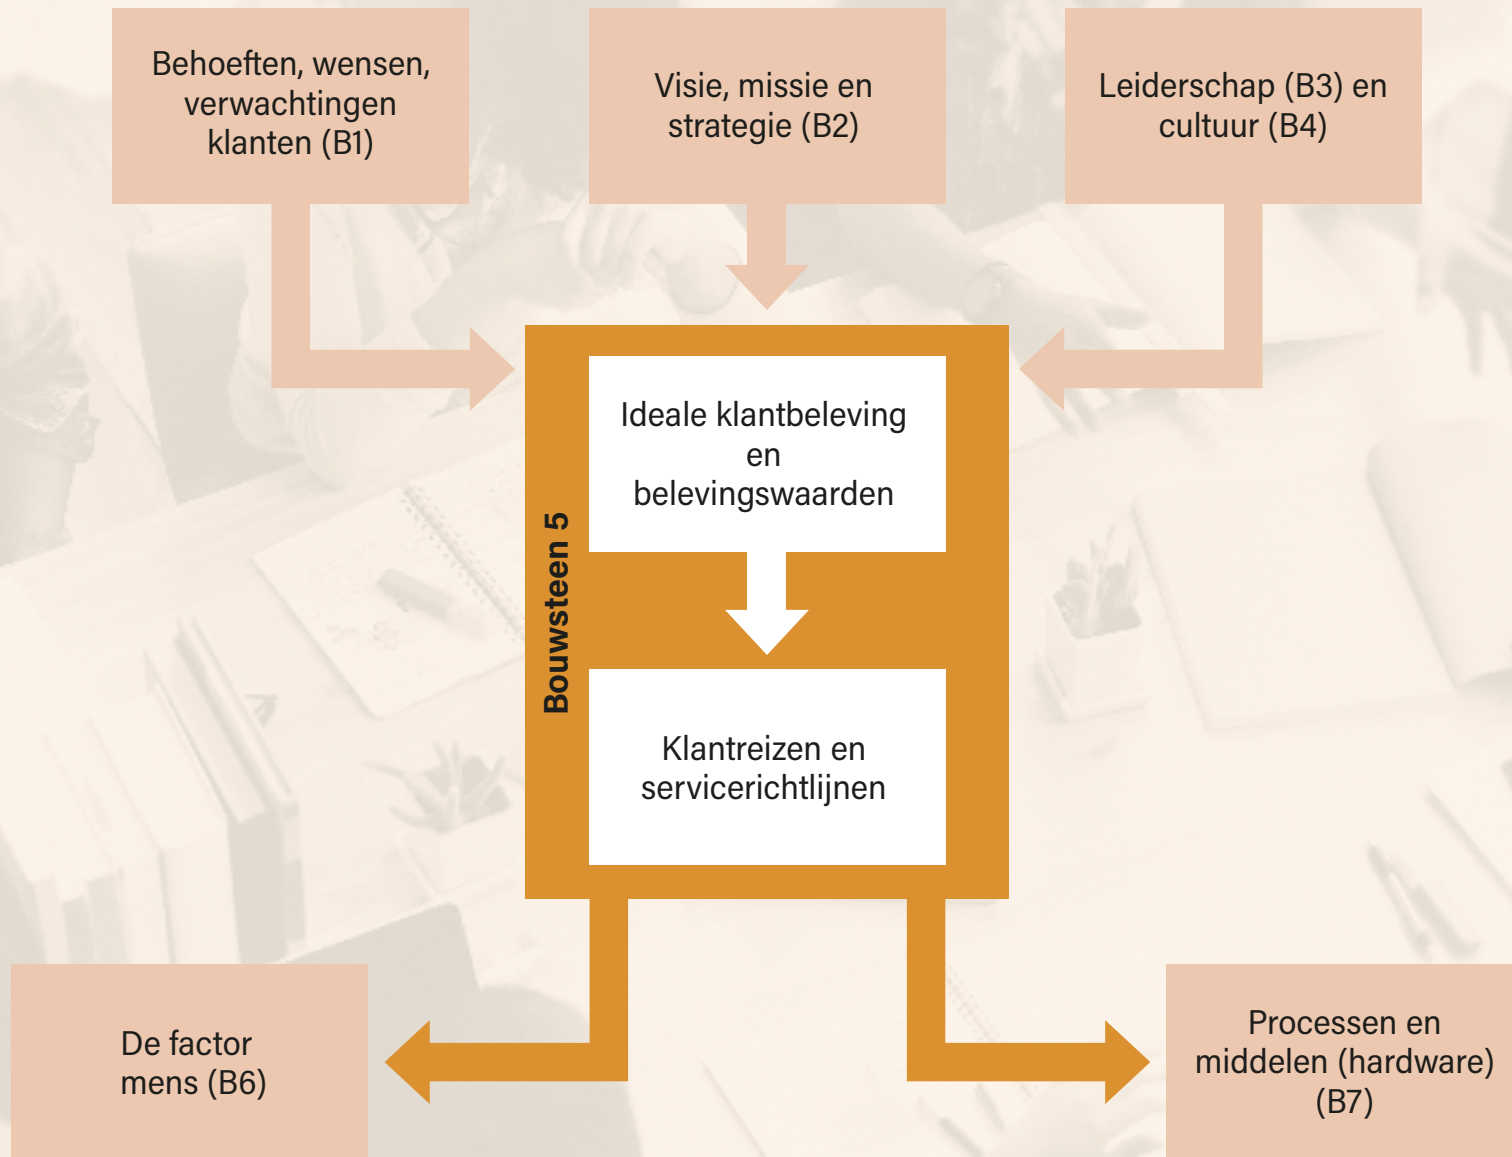 Behoeften, wensen,
verwachtingen
klanten (B1)
Visie, missie en
strategie (B2)
Leiderschap (B3) en
cultuur (B4)
Bouwsteen 5
Ideale klantbeleving
en
belevingswaarden
Klantreizen en
servicerichtlijnen
De factor
mens (B6)
Processen en
middelen (hardware)
(B7)